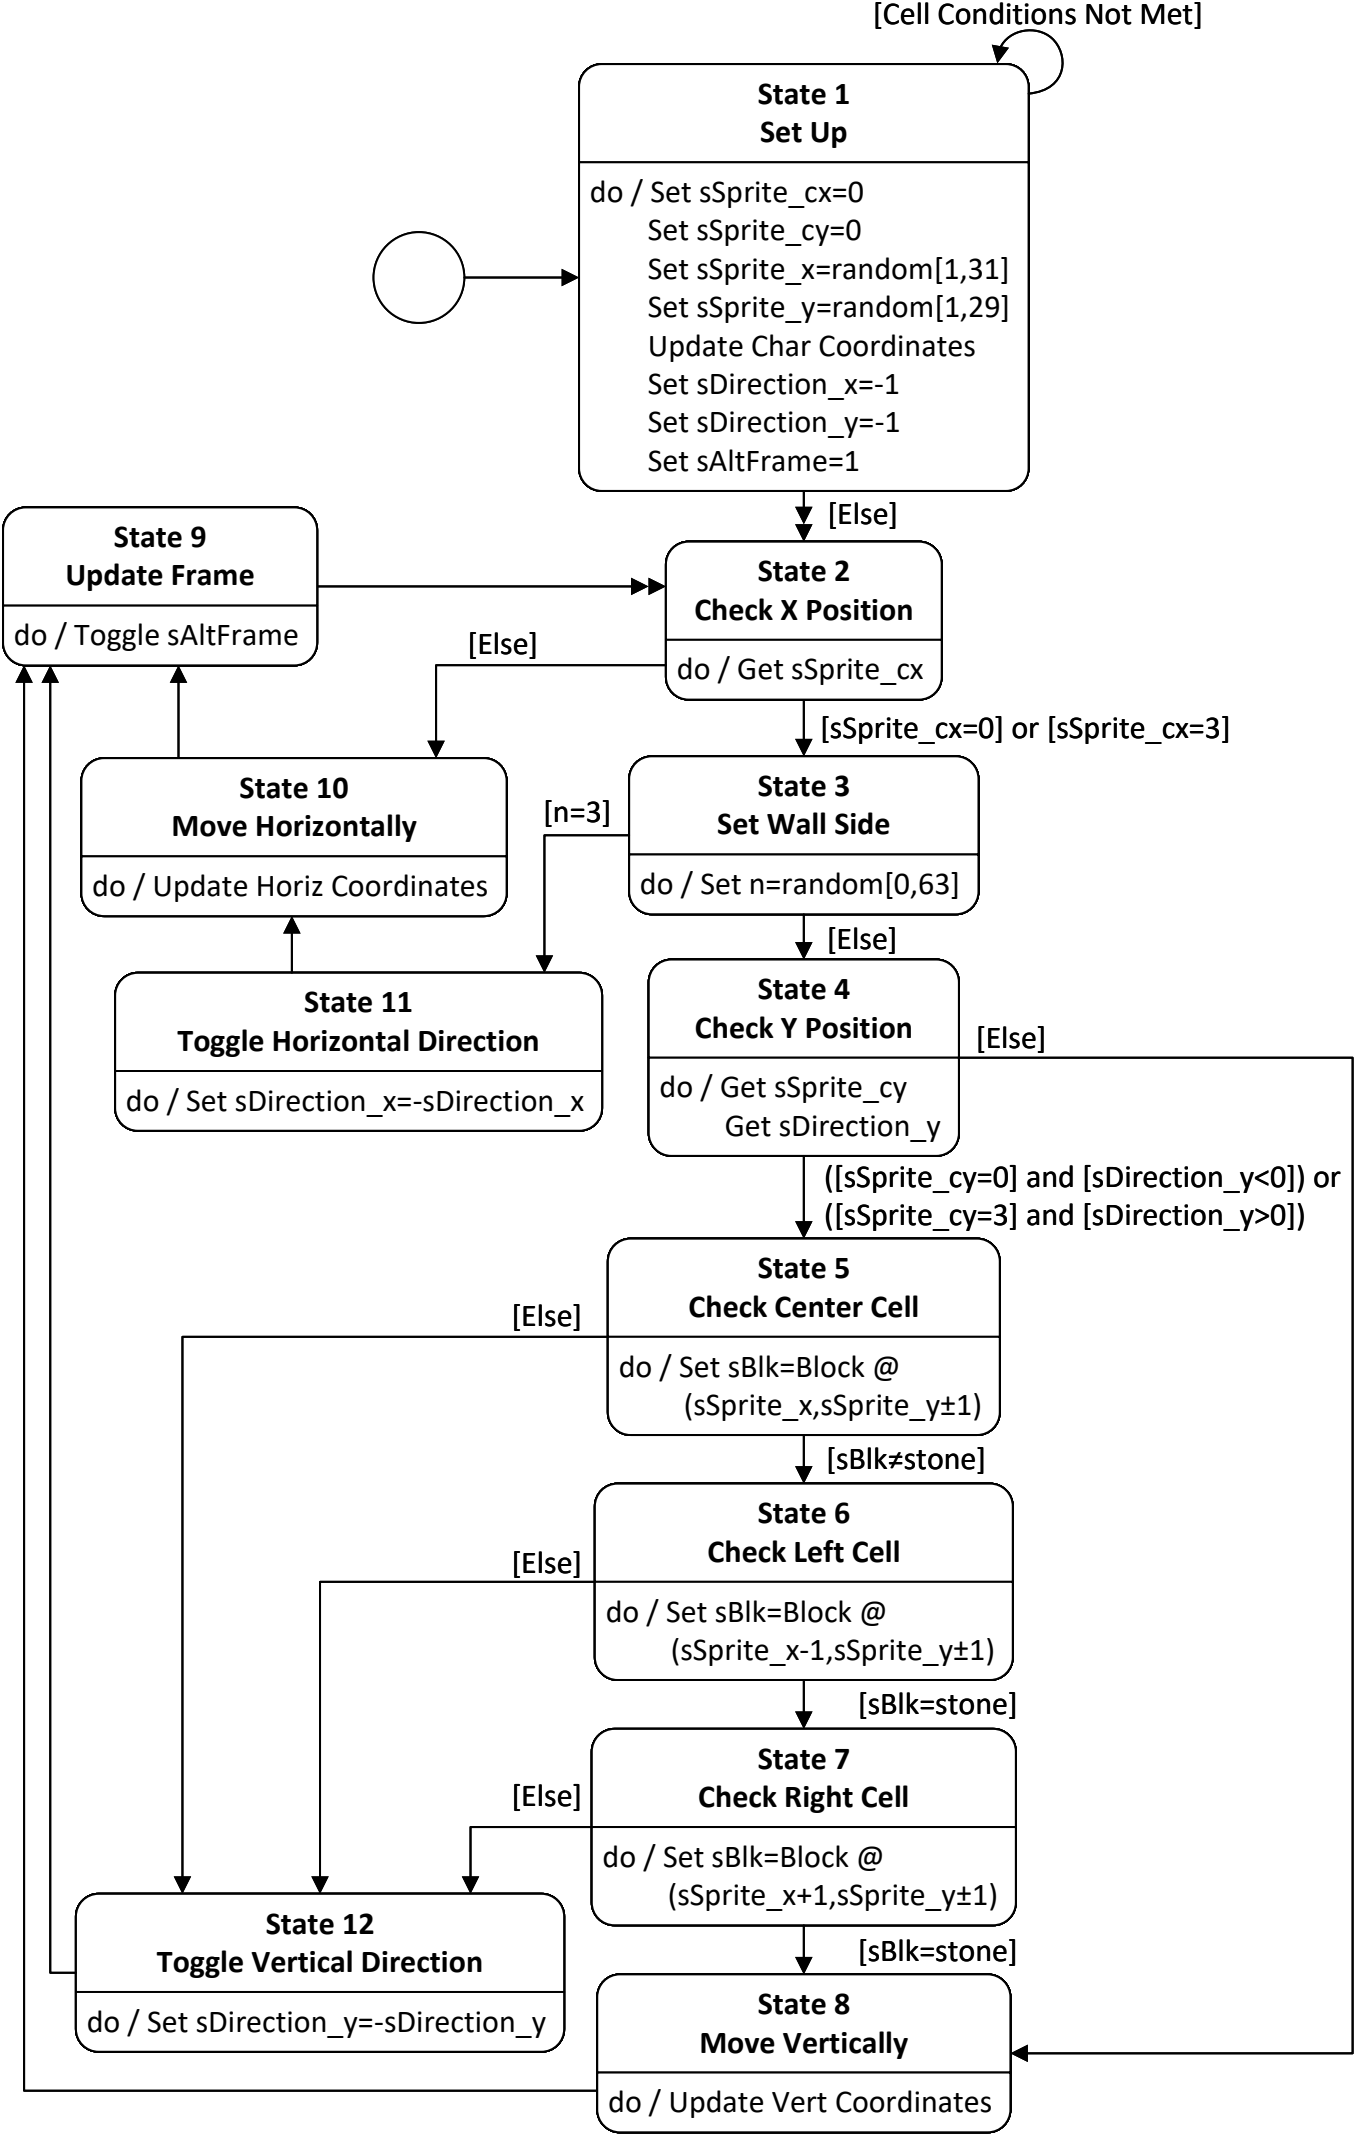 [Cell Conditions Not Met]
State 1
Set Up
do / Set sSprite_cx=0
Set sSprite_cy=0
Set sSprite_x=random[1,31]
Set sSprite_y=random[1,29]
Update Char Coordinates
Set sDirection_x=-1
Set sDirection_y=-1
Set sAltFrame=1
[Else]
State 9
Update Frame
do / Toggle sAltFrame
State 2
Check X Position
do / Get sSprite_cx
[Else]
[sSprite_cx=0] or [sSprite_cx=3]
State 10
Move Horizontally
do / Update Horiz Coordinates
State 3
Set Wall Side
do / Set n=random[0,63]
[n=3]
[Else]
State 11
Toggle Horizontal Direction
do / Set sDirection_x=-sDirection_x
State 4
Check Y Position
do / Get sSprite_cy
Get sDirection_y
[Else]
([sSprite_cy=0] and [sDirection_y<0]) or
([sSprite_cy=3] and [sDirection_y>0])
State 5
Check Center Cell
do / Set sBlk=Block @
(sSprite_x,sSprite_y±1)
[Else]
[sBlk≠stone]
State 6
Check Left Cell
do / Set sBlk=Block @
(sSprite_x-1,sSprite_y±1)
[Else]
[sBlk=stone]
State 7
Check Right Cell
do / Set sBlk=Block @
(sSprite_x+1,sSprite_y±1)
[Else]
[sBlk=stone]
State 12
Toggle Vertical Direction
do / Set sDirection_y=-sDirection_y
State 8
Move Vertically
do / Update Vert Coordinates